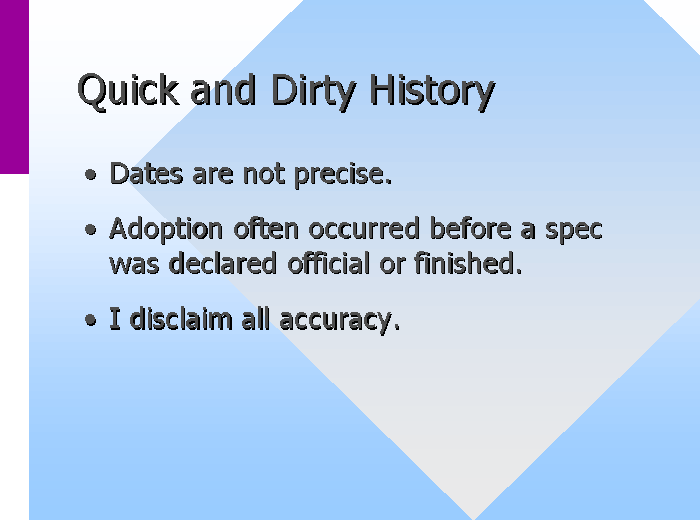 Quick and Dirty History
• Dates are not precise.
• Adoption often occurred before a spec
was declared official or finished.
• I disclaim all accuracy.